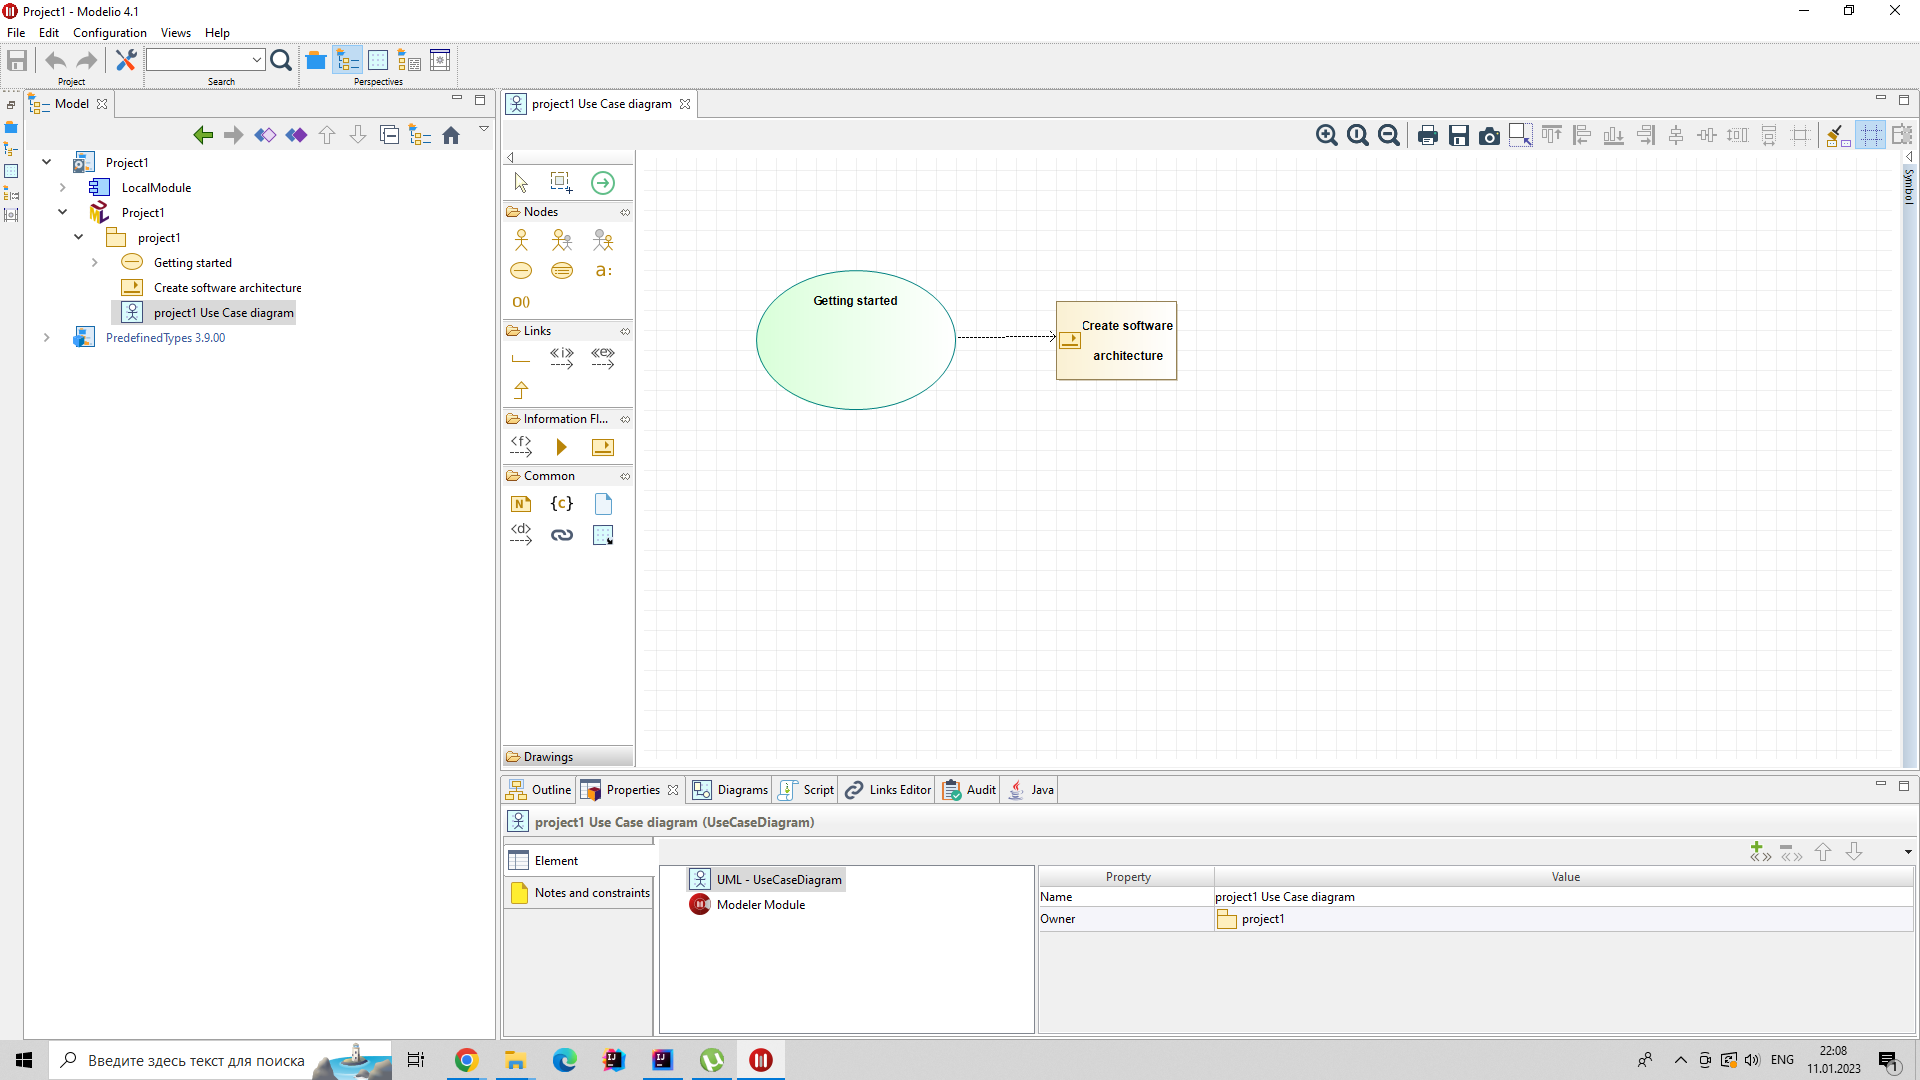 Project1 - Modelio 4.1
File Edit Configuration Views Help
Project Search Perspectives
Model
Project1
LocalModule
Project1
project1
Getting started
Create software architecture
project1 Use Case diagram
PredefinedTypes 3.9.00
project1 Use Case diagram
Symbol
Nodes
a:
O()
Links
«i»
«e»
Information Fl...
<f>
Common
N
{c}
<d>
Drawings
Getting started
Create software
architecture
Outline Properties Diagrams Script Links Editor Audit Java
project1 Use Case diagram (UseCaseDiagram)
Element
Notes and constraints
UML - UseCaseDiagram
Modeler Module
Property Value
Name project1 Use Case diagram
Owner project1
Введите здесь текст для поиска
ENG
22:08
11.01.2023
1